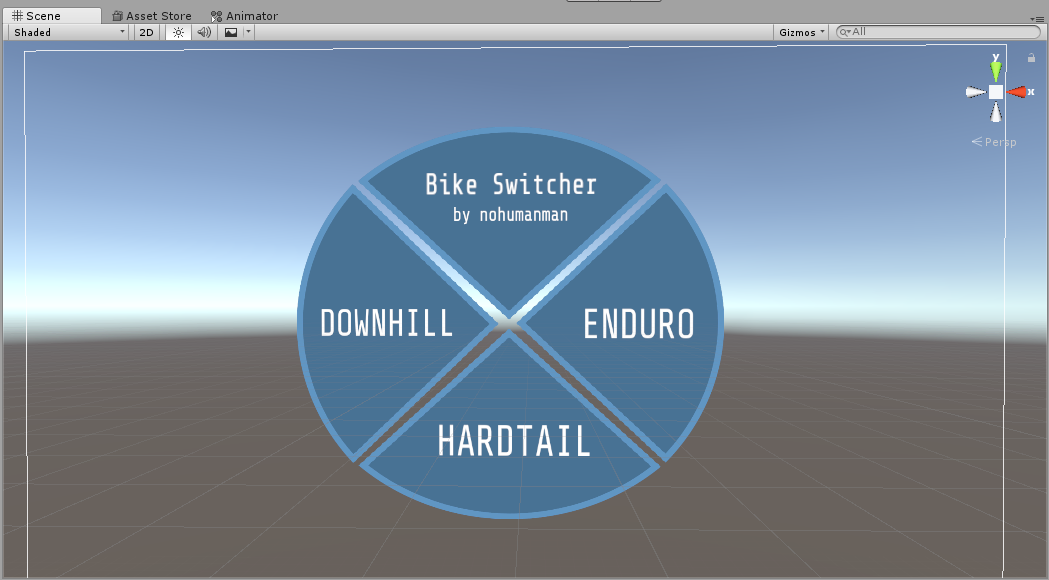 Scene Asset Store Animator
Shaded 2D Gizmos All
y
x
Persp
Bike Switcher
by nohumanman
DOWNHILL ENDURO
HARDTAIL